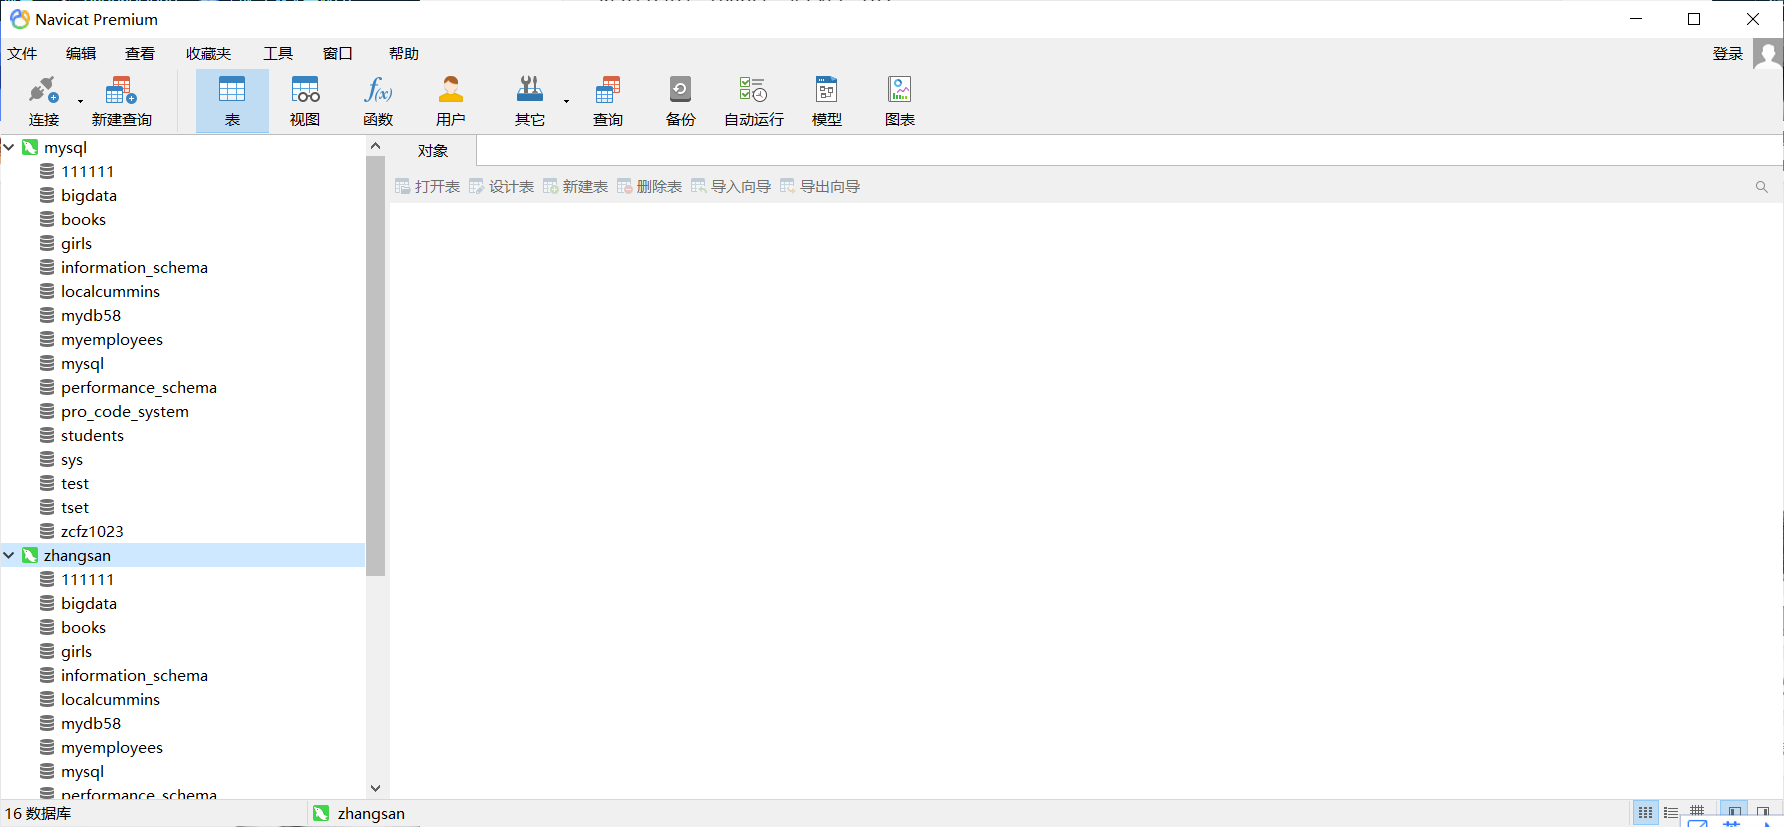 Navicat Premium
文件 编辑 查看 收藏夹 工具 窗口 帮助 登录
连接 新建查询 表 视图 函数 用户 其它 查询 备份 自动运行 模型 图表
mysql
111111
bigdata
books
girls
information_schema
localcummins
mydb58
myemployees
mysql
performance_schema
pro_code_system
students
sys
test
tset
zcfz1023
zhangsan
111111
bigdata
books
girls
information_schema
localcummins
mydb58
myemployees
mysql
performance_schema
对象
打开表 设计表 新建表 删除表 导入向导 导出向导
16 数据库 zhangsan